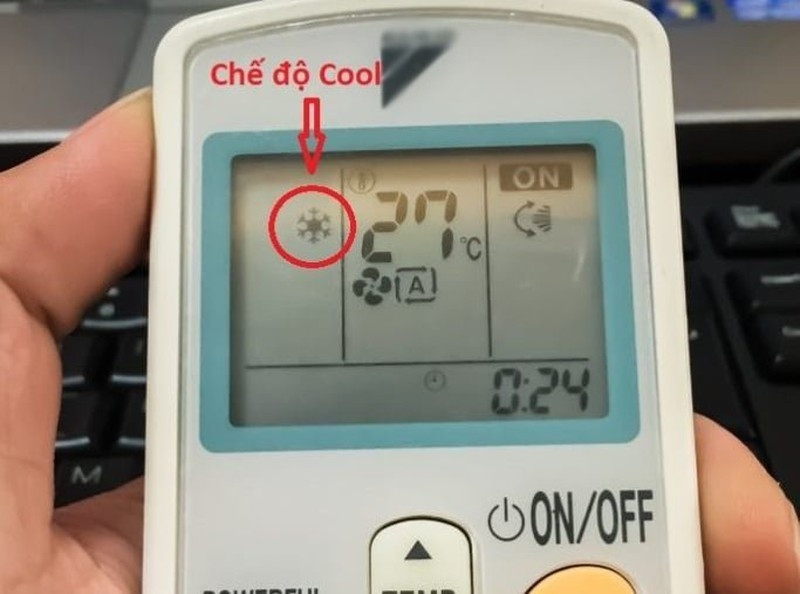 Chế độ Cool
ON
27°C
A
0:24
ON/OFF
TEMP
M